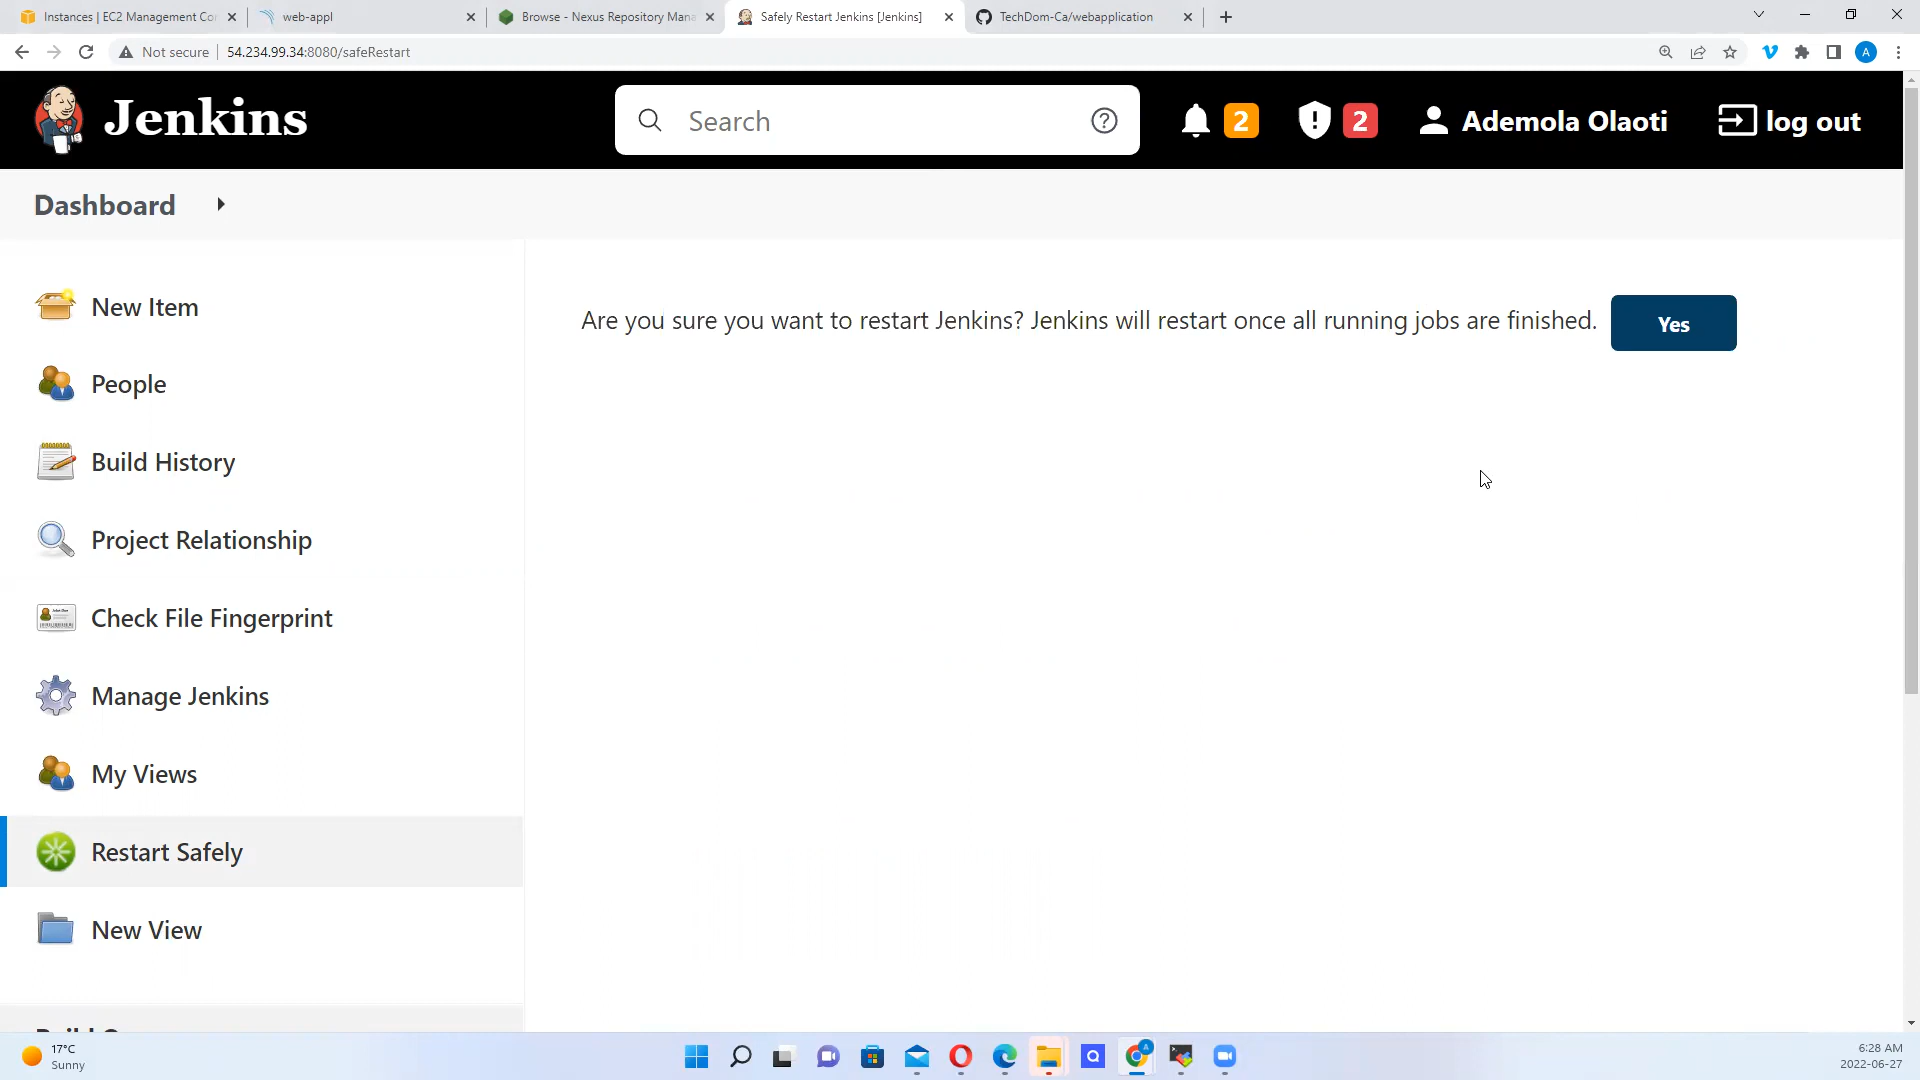 Instances | EC2 Management Con
web-appl
Browse - Nexus Repository Mana
Safely Restart Jenkins [Jenkins]
TechDom-Ca/webapplication
Not secure
54.234.99.34:8080/safeRestart
A
Jenkins
Search
2
2
Ademola Olaoti
log out
Dashboard
New Item
People
Build History
Project Relationship
Check File Fingerprint
Manage Jenkins
My Views
Restart Safely
New View
Are you sure you want to restart Jenkins? Jenkins will restart once all running jobs are finished.
Yes
17°C
Sunny
6:28 AM
2022-06-27